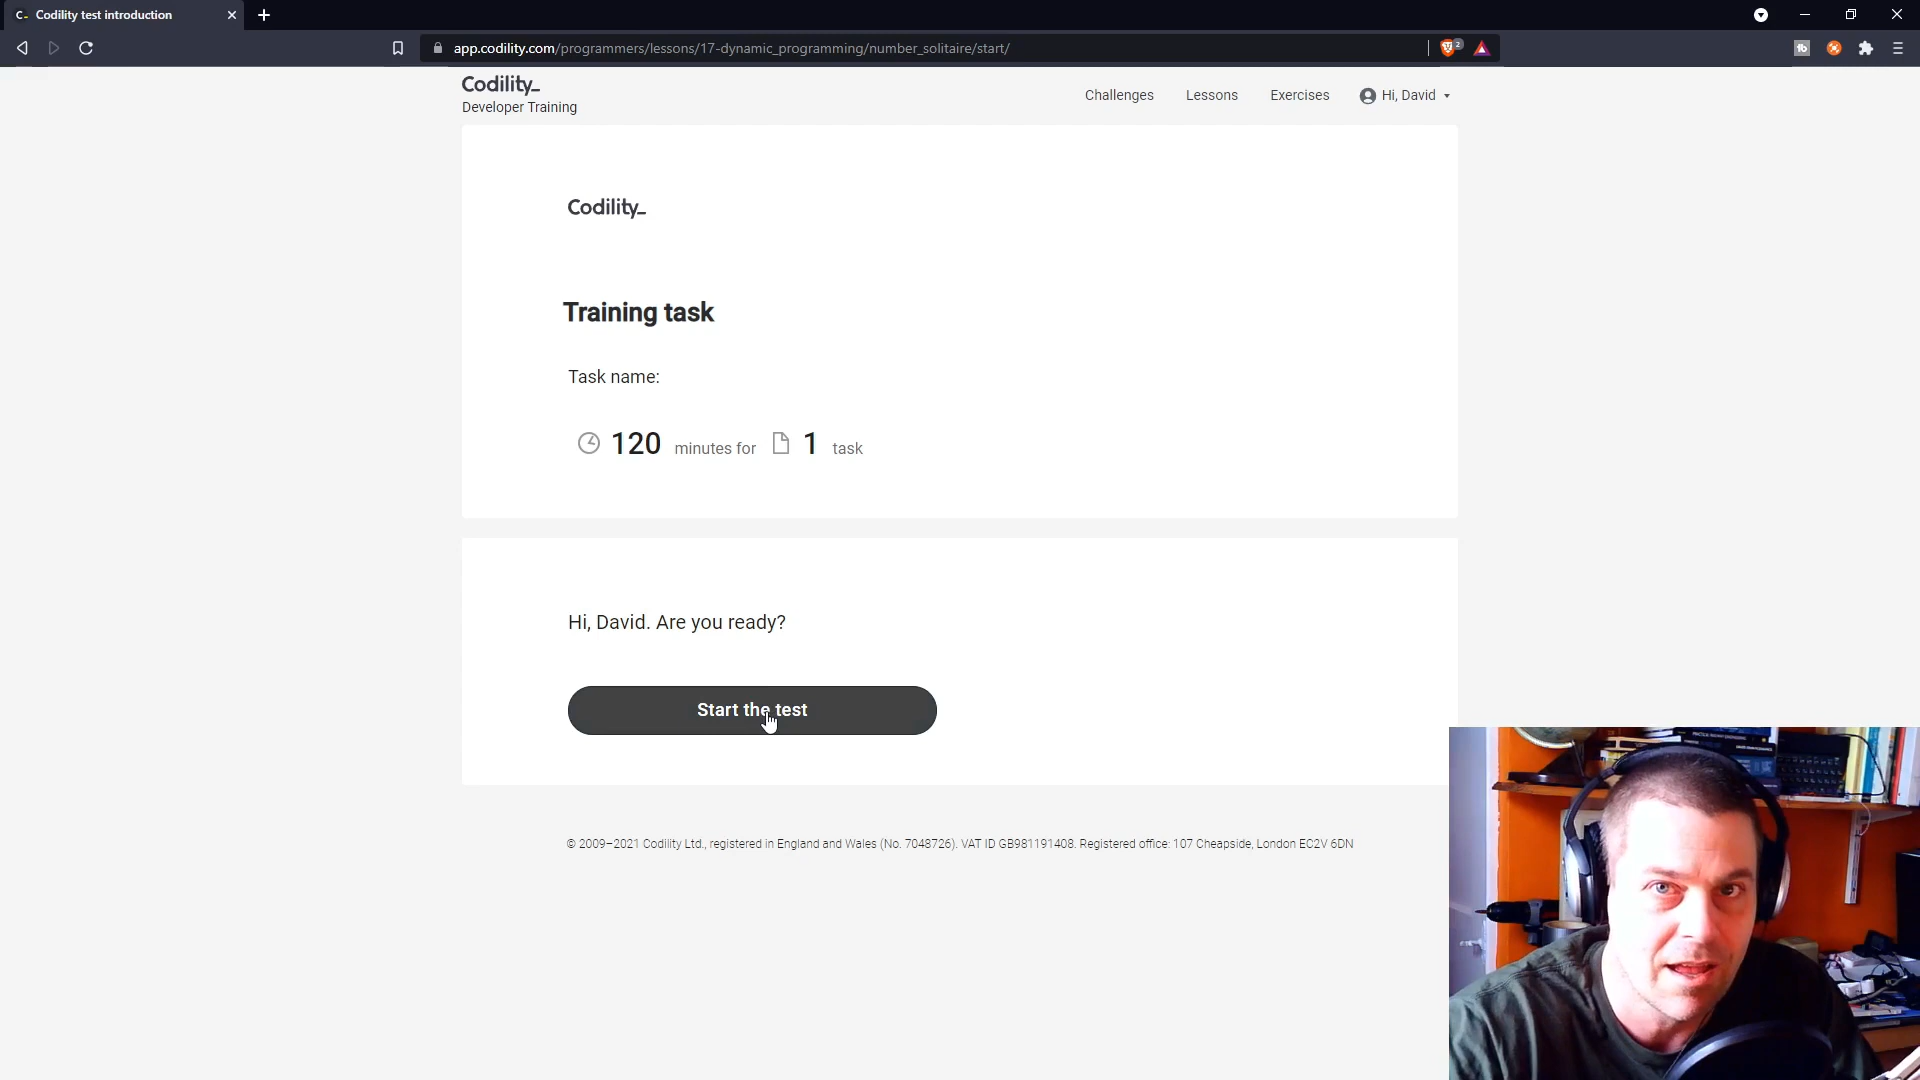 C_ Codility test introduction
app.codility.com/programmers/lessons/17-dynamic_programming/number_solitaire/start/
2
Codility_
Developer Training
Challenges
Lessons
Exercises
Hi, David
Codility_
Training task
Task name:
120 minutes for 1 task
Hi, David. Are you ready?
Start the test
© 2009–2021 Codility Ltd., registered in England and Wales (No. 7048726). VAT ID GB981191408. Registered office: 107 Cheapside, London EC2V 6DN